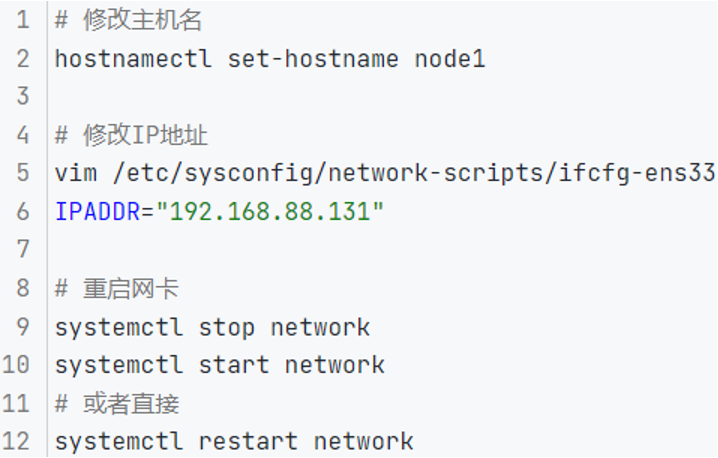 1 # 修改主机名
2 hostnamectl set-hostname node1
3
4 # 修改IP地址
5 vim /etc/sysconfig/network-scripts/ifcfg-ens33
6 IPADDR="192.168.88.131"
7
8 # 重启网卡
9 systemctl stop network
10 systemctl start network
11 # 或者直接
12 systemctl restart network